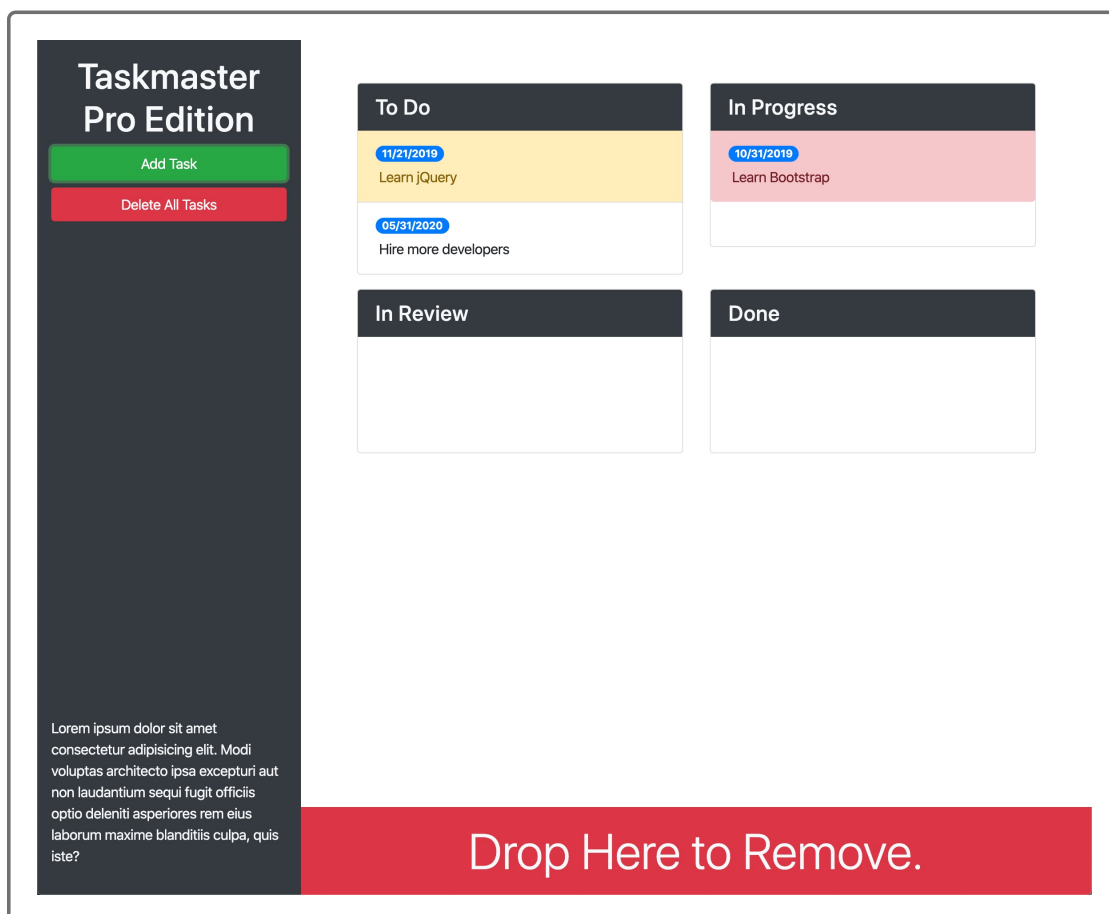 Taskmaster
Pro Edition
Add Task
Delete All Tasks
To Do
11/21/2019
Learn jQuery
05/31/2020
Hire more developers
In Progress
10/31/2019
Learn Bootstrap
In Review
Done
Lorem ipsum dolor sit amet
consectetur adipisicing elit. Modi
voluptas architecto ipsa excepturi aut
non laudantium sequi fugit officiis
optio deleniti asperiores rem eius
laborum maxime blanditiis culpa, quis
iste?
Drop Here to Remove.